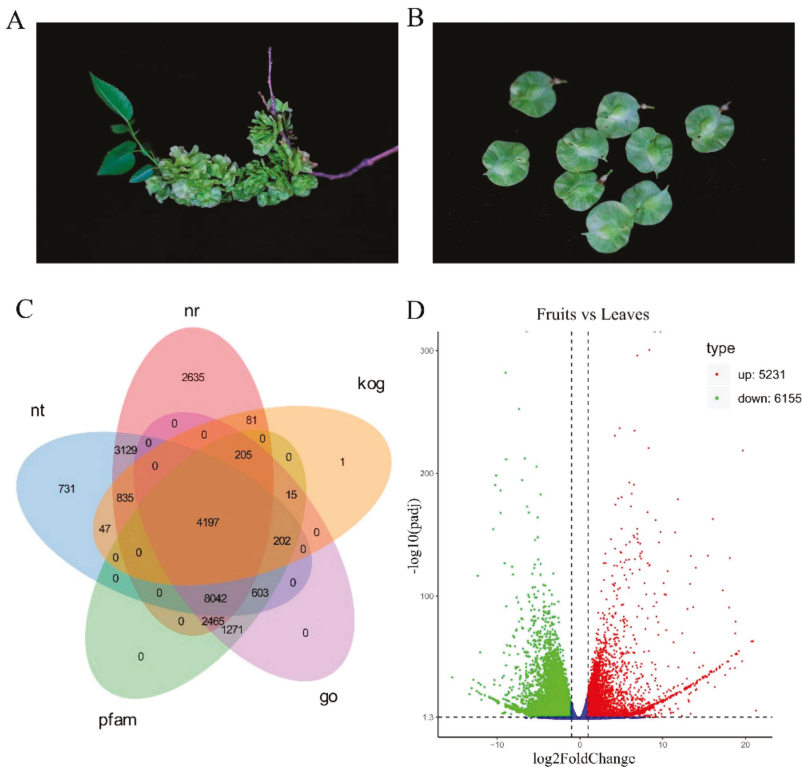 A
B
C
nr
kog
nt
go
pfam
2635
81
0
0
0
0
0
0
205
0
1
3129
731
835
15
4197
47
202
0
0
0
0
0
0
0
0
8042
603
0
2465
1271
0
0
D
Fruits vs Leaves
type
up: 5231
down: 6155
-log10(padj)
300
200
100
1.3
−10
0
10
20
log2FoldChange